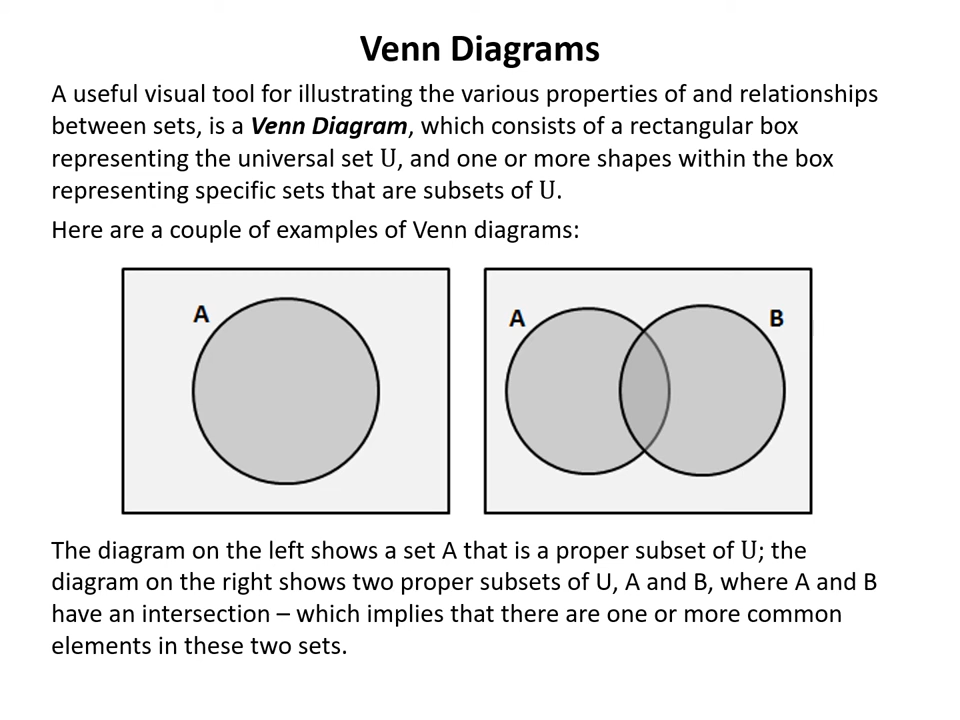 Venn Diagrams
A useful visual tool for illustrating the various properties of and relationships
between sets, is a Venn Diagram, which consists of a rectangular box
representing the universal set U, and one or more shapes within the box
representing specific sets that are subsets of U.
Here are a couple of examples of Venn diagrams:
A
A B
The diagram on the left shows a set A that is a proper subset of U; the
diagram on the right shows two proper subsets of U, A and B, where A and B
have an intersection – which implies that there are one or more common
elements in these two sets.